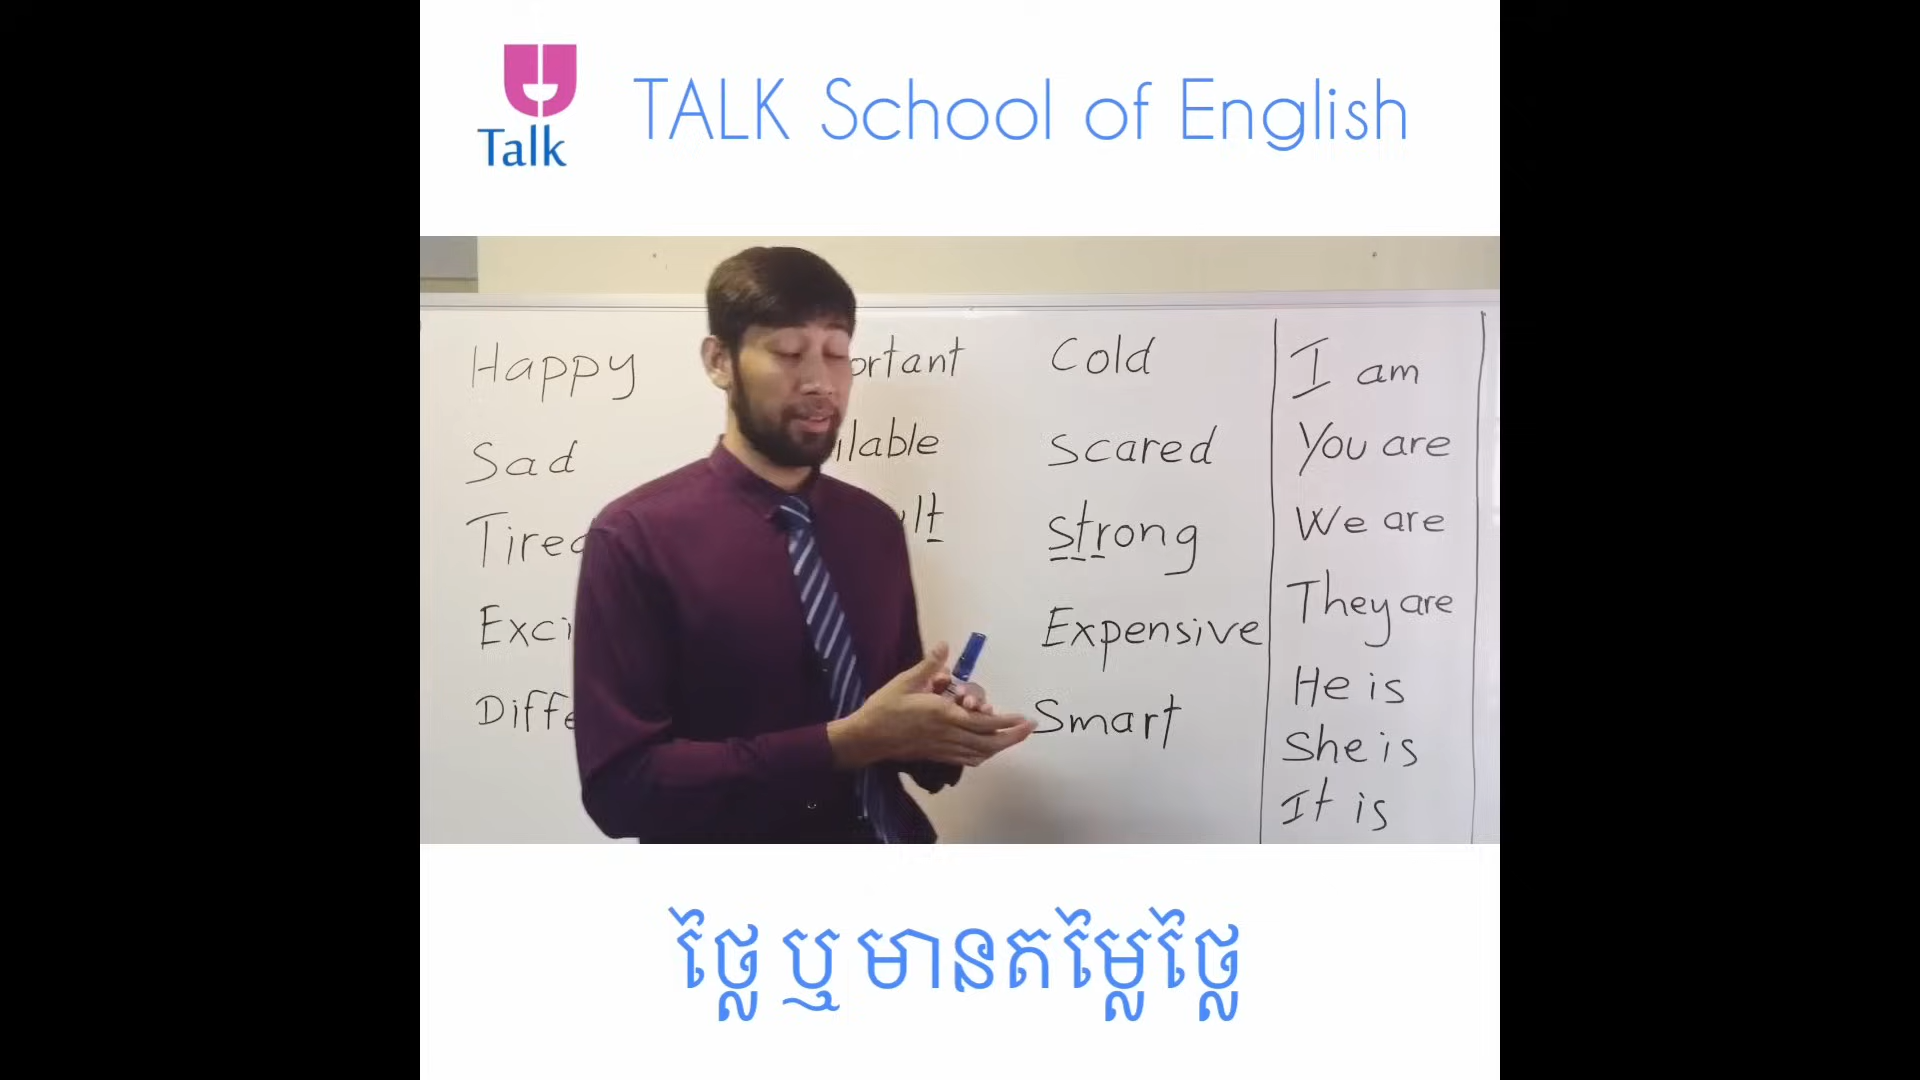 Talk
TALK School of English
Happy
Sad
Cold
scared
strong
Expensive
Smart
I am
You are
We are
They are
He is
She is
It is
ថ្លៃ ឬ មានតម្លៃថ្លៃ